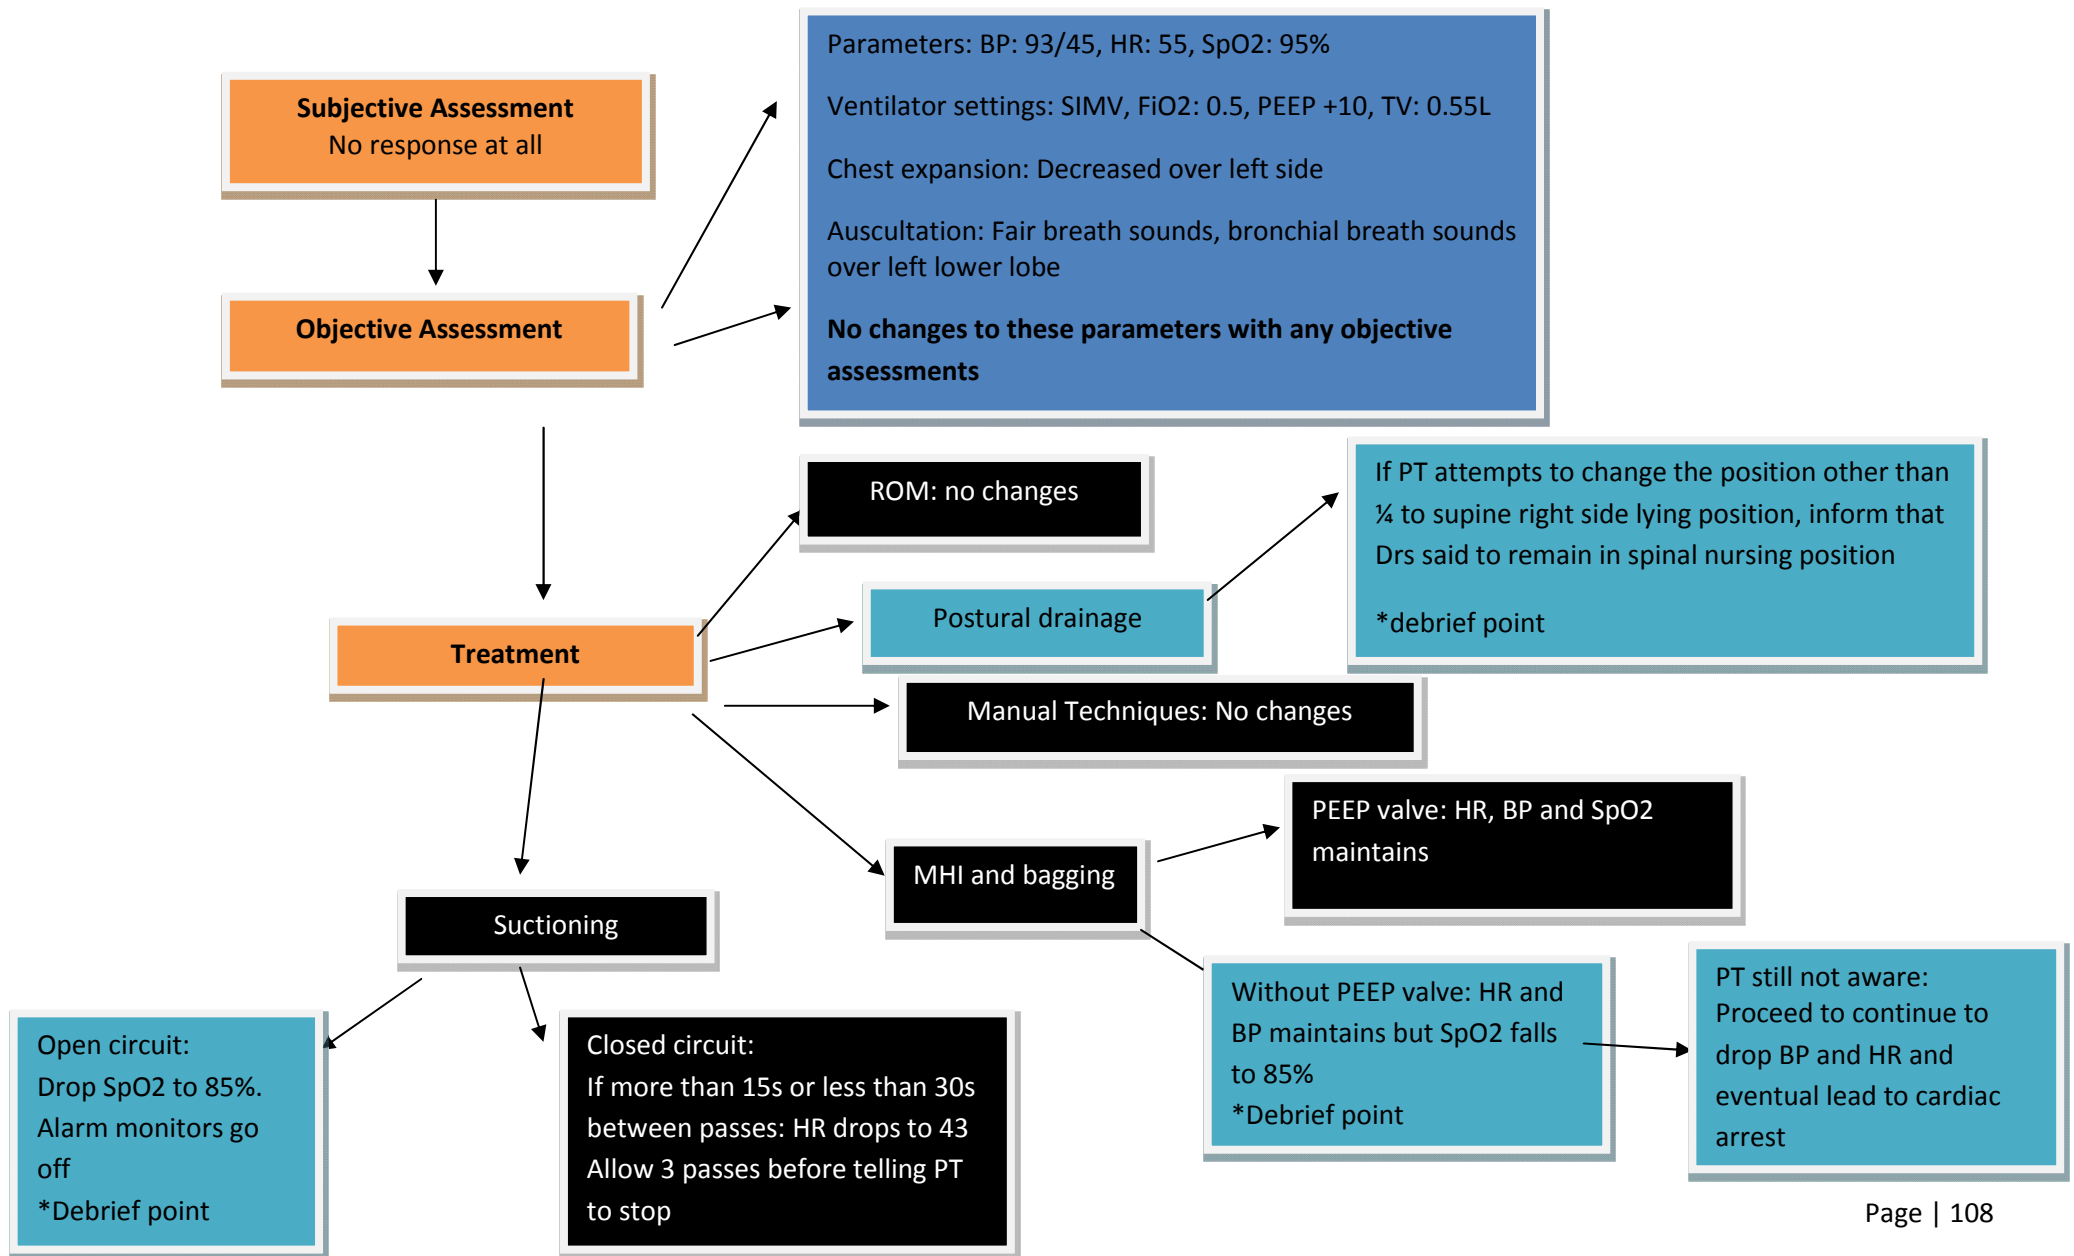 Subjective Assessment
No response at all
Objective Assessment
Parameters: BP: 93/45, HR: 55, SpO2: 95%
Ventilator settings: SIMV, FiO2: 0.5, PEEP +10, TV: 0.55L
Chest expansion: Decreased over left side
Auscultation: Fair breath sounds, bronchial breath sounds
over left lower lobe
No changes to these parameters with any objective
assessments
Treatment
ROM: no changes
Postural drainage
If PT attempts to change the position other than
¼ to supine right side lying position, inform that
Drs said to remain in spinal nursing position
*debrief point
Manual Techniques: No changes
MHI and bagging
PEEP valve: HR, BP and SpO2
maintains
Without PEEP valve: HR and
BP maintains but SpO2 falls
to 85%
*Debrief point
PT still not aware:
Proceed to continue to
drop BP and HR and
eventual lead to cardiac
arrest
Suctioning
Open circuit:
Drop SpO2 to 85%.
Alarm monitors go
off
*Debrief point
Closed circuit:
If more than 15s or less than 30s
between passes: HR drops to 43
Allow 3 passes before telling PT
to stop
Page | 108